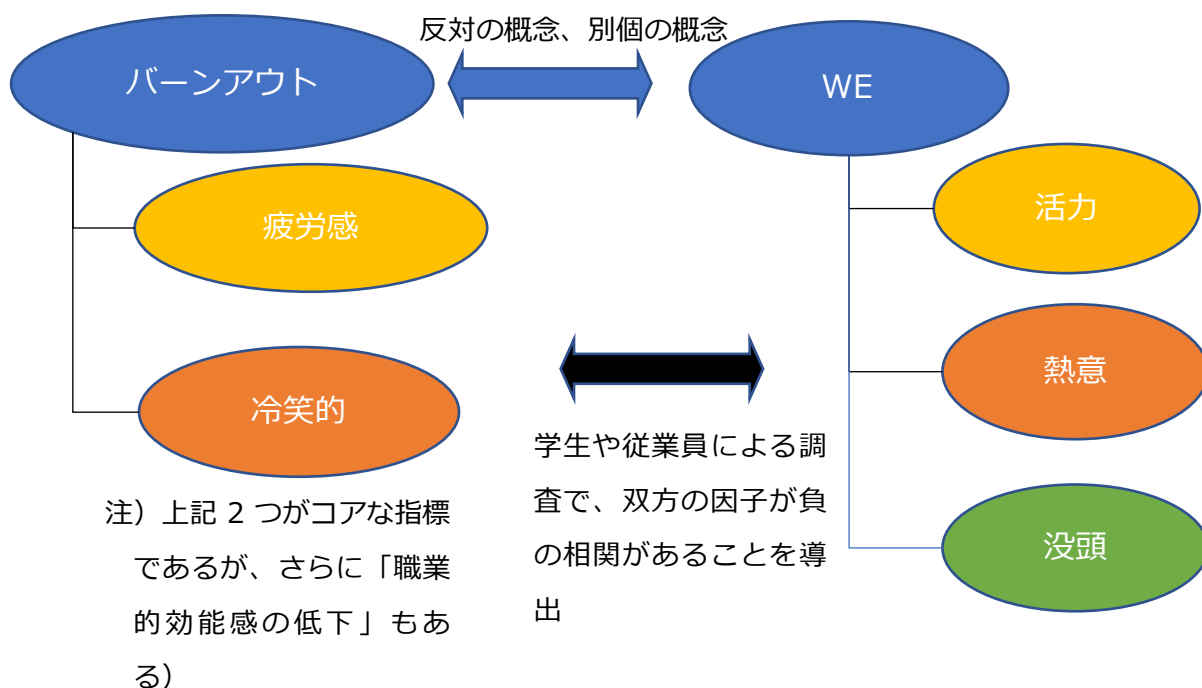 反対の概念、別個の概念
バーンアウト
WE
疲労感
活力
冷笑的
熱意
没頭
注）上記 2 つがコアな指標
であるが、さらに「職業
的効能感の低下」もあ
る）
学生や従業員による調
査で、双方の因子が負
の相関があることを導
出